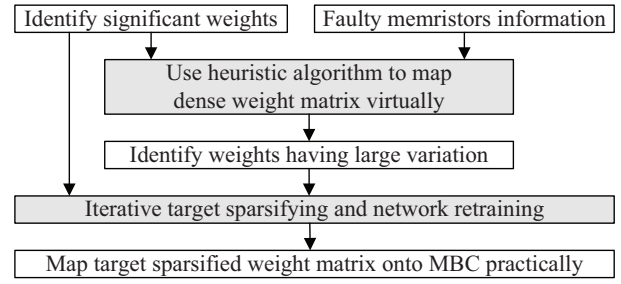 Identify significant weights
Faulty memristors information
Use heuristic algorithm to map
dense weight matrix virtually
Identify weights having large variation
Iterative target sparsifying and network retraining
Map target sparsified weight matrix onto MBC practically